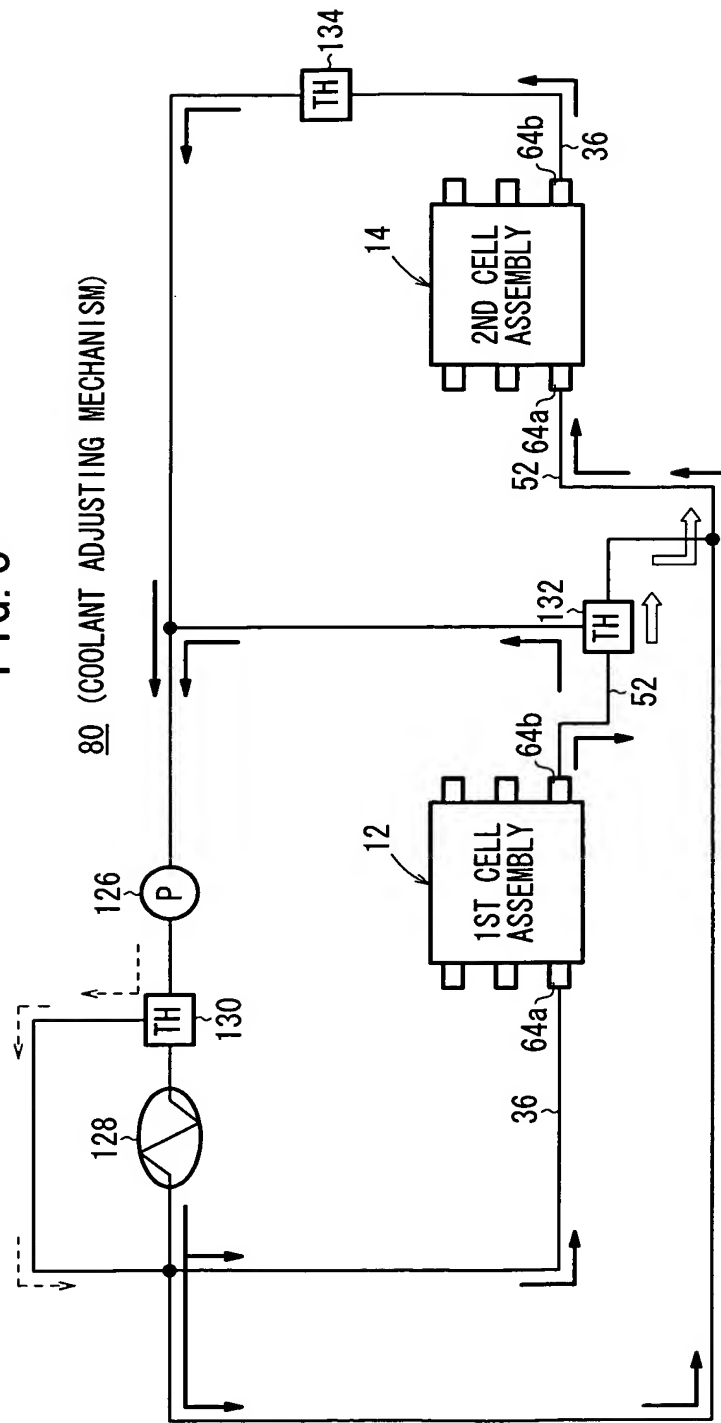 FIG.
80 (COOLANT ADJUSTING MECHANISM)
128
TH
130
P
126
TH
134
12
1ST CELL
ASSEMBLY
64a
64b
36
52
TH
132
14
2ND CELL
ASSEMBLY
64a
64b
52
36